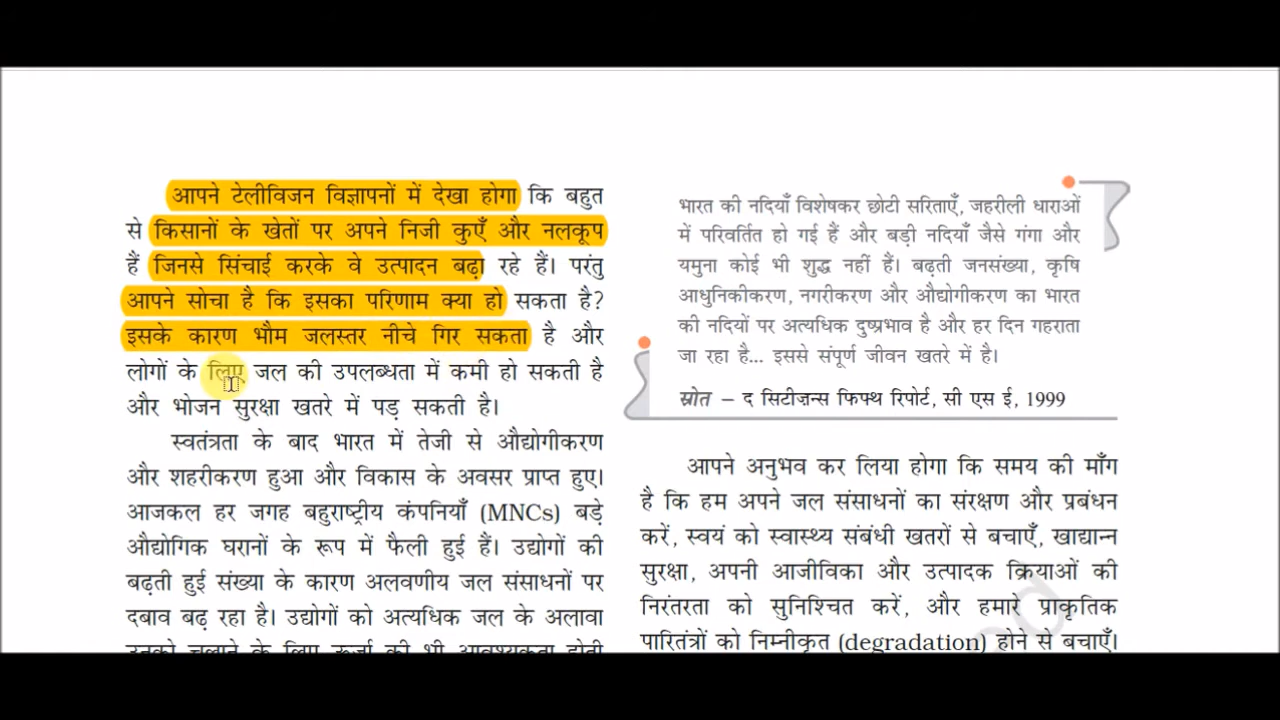 आपने टेलीविजन विज्ञापनों में देखा होगा कि बहुत
से किसानों के खेतों पर अपने निजी कुएँ और नलकूप
हैं जिनसे सिंचाई करके वे उत्पादन बढ़ा रहे हैं। परंतु
आपने सोचा है कि इसका परिणाम क्या हो सकता है?
इसके कारण भौम जलस्तर नीचे गिर सकता है और
लोगों के लिए जल की उपलब्धता में कमी हो सकती है
और भोजन सुरक्षा खतरे में पड़ सकती है।
स्वतंत्रता के बाद भारत में तेजी से औद्योगीकरण
और शहरीकरण हुआ और विकास के अवसर प्राप्त हुए।
आजकल हर जगह बहुराष्ट्रीय कंपनियाँ (MNCs) बड़े
औद्योगिक घरानों के रूप में फैली हुई हैं। उद्योगों की
बढ़ती हुई संख्या के कारण अलवणीय जल संसाधनों पर
दबाव बढ़ रहा है। उद्योगों को अत्यधिक जल के अलावा
उनको चलाने के लिए ऊर्जा की भी आवश्यकता होती
भारत की नदियाँ विशेषकर छोटी सरिताएँ, जहरीली धाराओं
में परिवर्तित हो गई हैं और बड़ी नदियाँ जैसे गंगा और
यमुना कोई भी शुद्ध नहीं हैं। बढ़ती जनसंख्या, कृषि
आधुनिकीकरण, नगरीकरण और औद्योगीकरण का भारत
की नदियों पर अत्यधिक दुष्प्रभाव है और हर दिन गहराता
जा रहा है... इससे संपूर्ण जीवन खतरे में है।
स्रोत – द सिटीज़न्स फिफ्थ रिपोर्ट, सी एस ई, 1999
आपने अनुभव कर लिया होगा कि समय की माँग
है कि हम अपने जल संसाधनों का संरक्षण और प्रबंधन
करें, स्वयं को स्वास्थ्य संबंधी खतरों से बचाएँ, खाद्यान्न
सुरक्षा, अपनी आजीविका और उत्पादक क्रियाओं की
निरंतरता को सुनिश्चित करें, और हमारे प्राकृतिक
पारितंत्रों को निम्नीकृत (degradation) होने से बचाएँ।